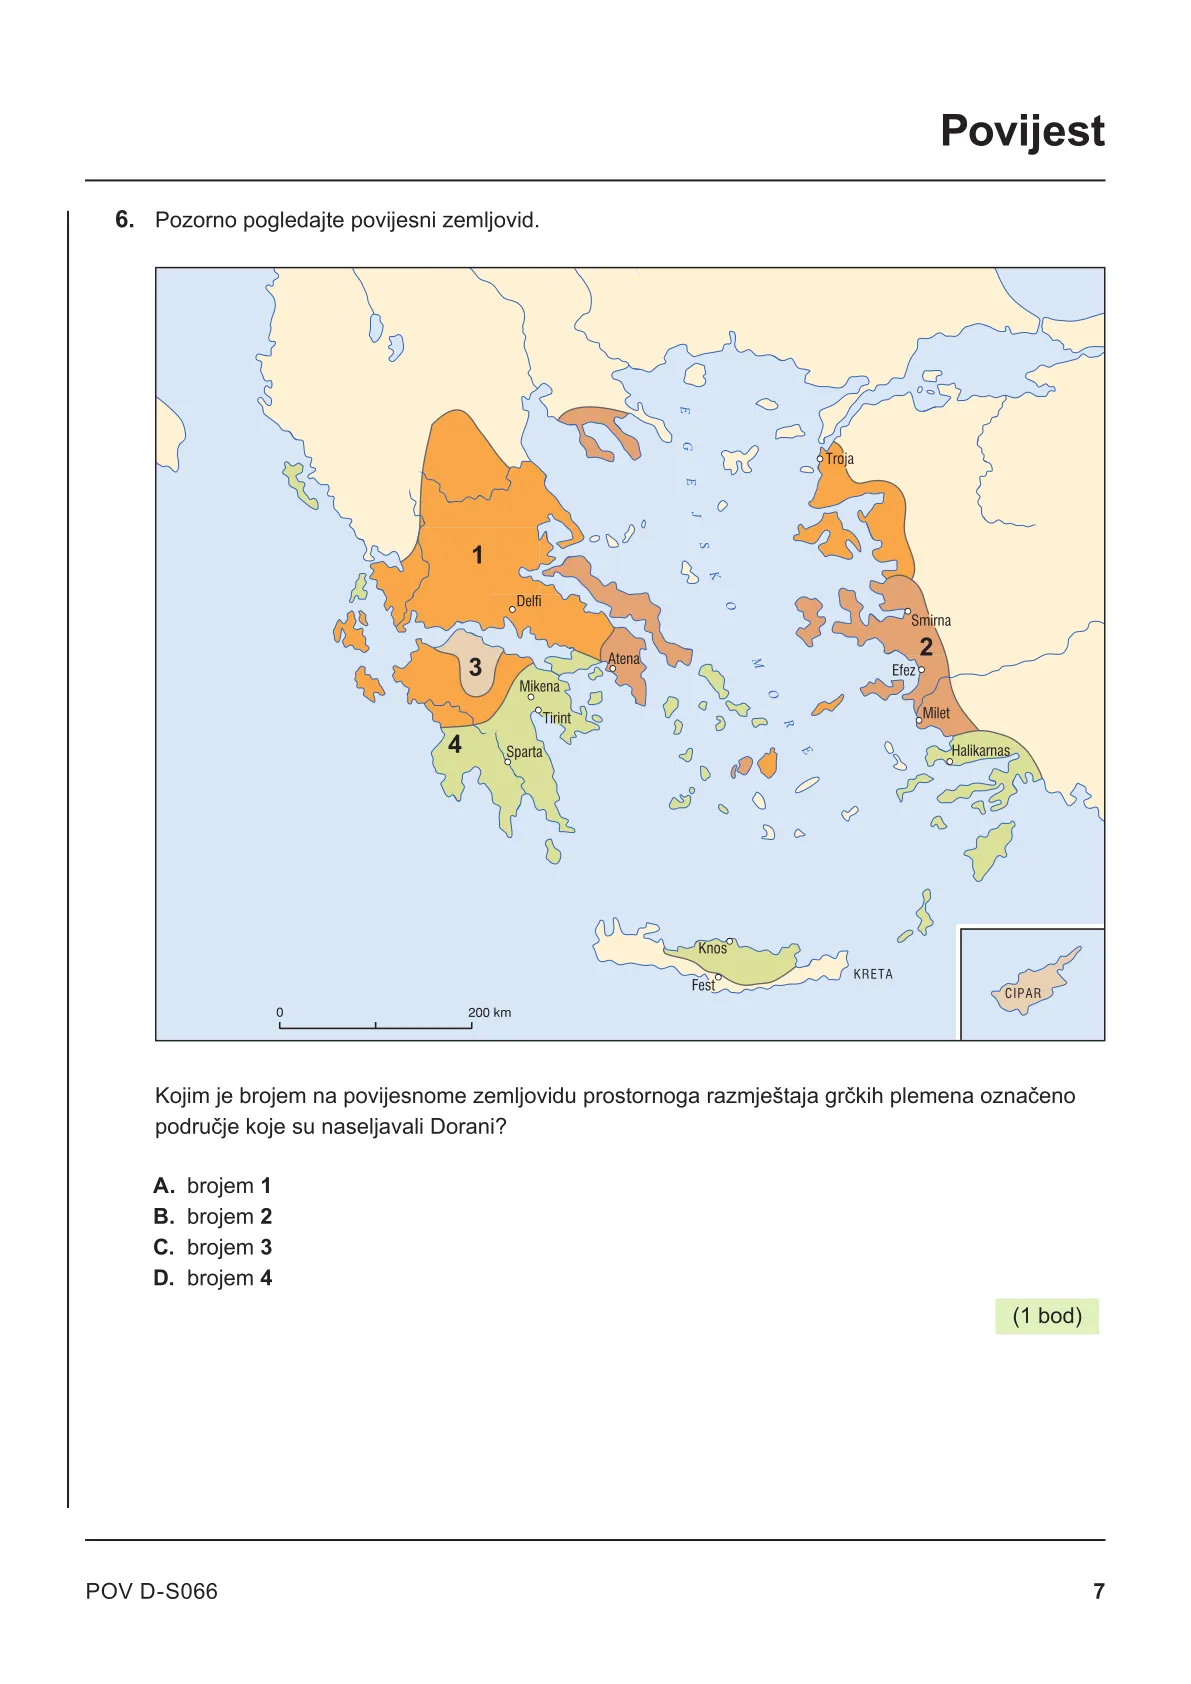 Povijest
6. Pozorno pogledajte povijesni zemljovid.
EGEJSKO MORE
Troja
1
Delfi
Smirna
2
Atena
3
Efez
Mikena
Milet
Tirint
4
Sparta
Halikarnas
Knos
KRETA
Fest
CIPAR
0 200 km
Kojim je brojem na povijesnome zemljovidu prostornoga razmještaja grčkih plemena označeno
područje koje su naseljavali Dorani?
A. brojem 1
B. brojem 2
C. brojem 3
D. brojem 4
(1 bod)
POV D-S066
7